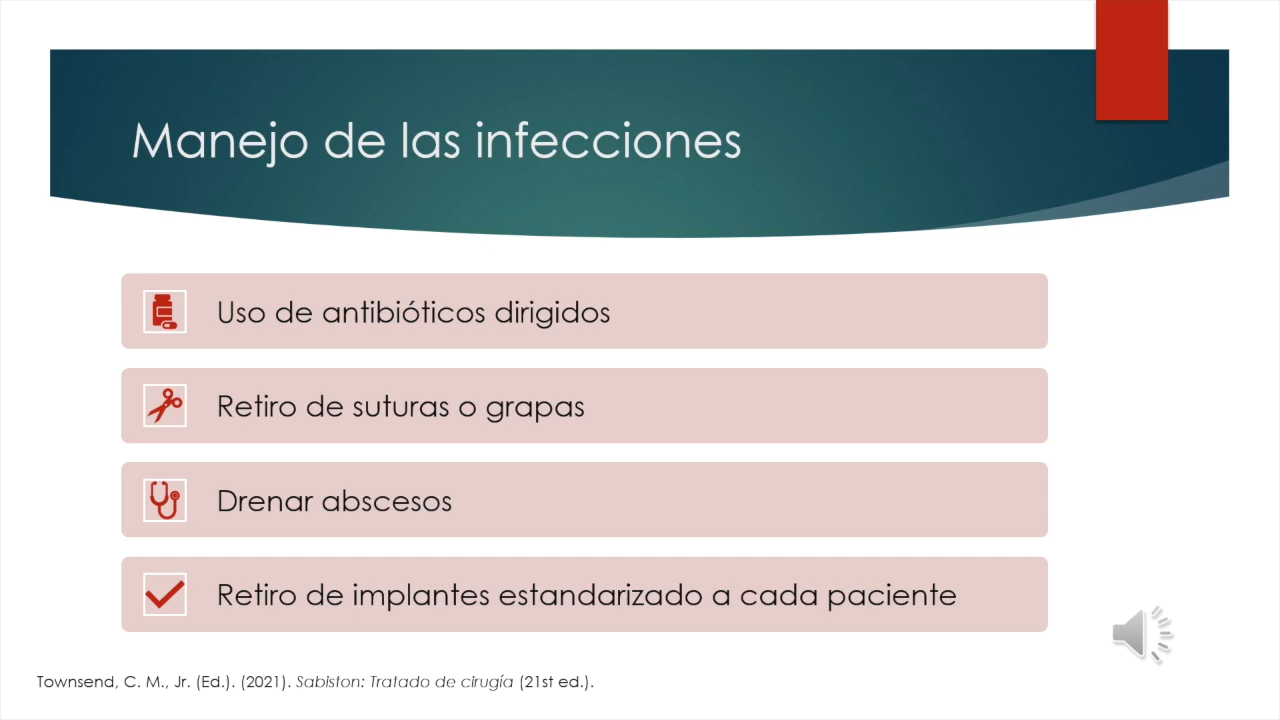 Manejo de las infecciones
Uso de antibióticos dirigidos
Retiro de suturas o grapas
Drenar abscesos
Retiro de implantes estandarizado a cada paciente
Townsend, C. M., Jr. (Ed.). (2021). Sabiston: Tratado de cirugía (21st ed.).